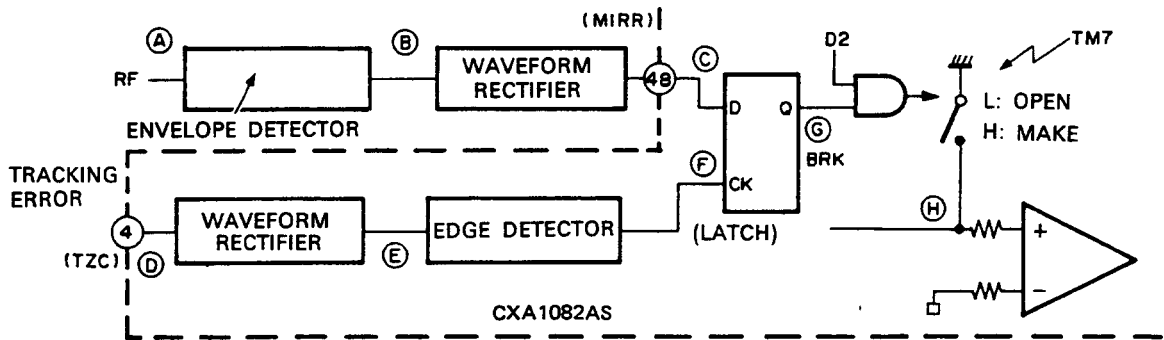 (MIRR)
TM7
A
B
C
D2
RF
WAVEFORM
RECTIFIER
48
D
Q
L: OPEN
H: MAKE
ENVELOPE DETECTOR
G
BRK
F
CK
TRACKING
ERROR
4
(TZC)
D
WAVEFORM
RECTIFIER
E
EDGE DETECTOR
(LATCH)
H
+
−
CXA1082AS